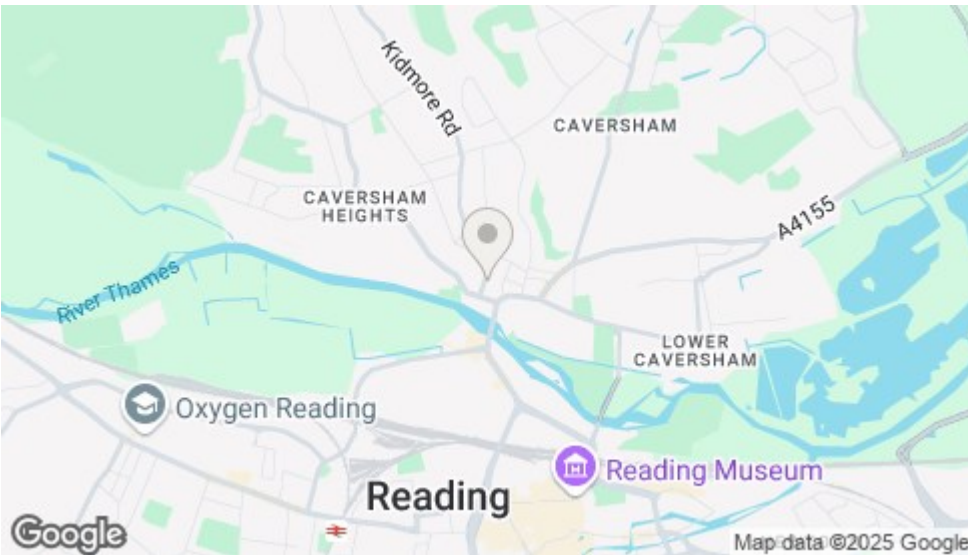 Kidmore Rd
CAVERSHAM
CAVERSHAM
HEIGHTS
A4155
River Thames
LOWER
CAVERSHAM
Oxygen Reading
Reading Museum
Reading
Google
Map data ©2025 Google